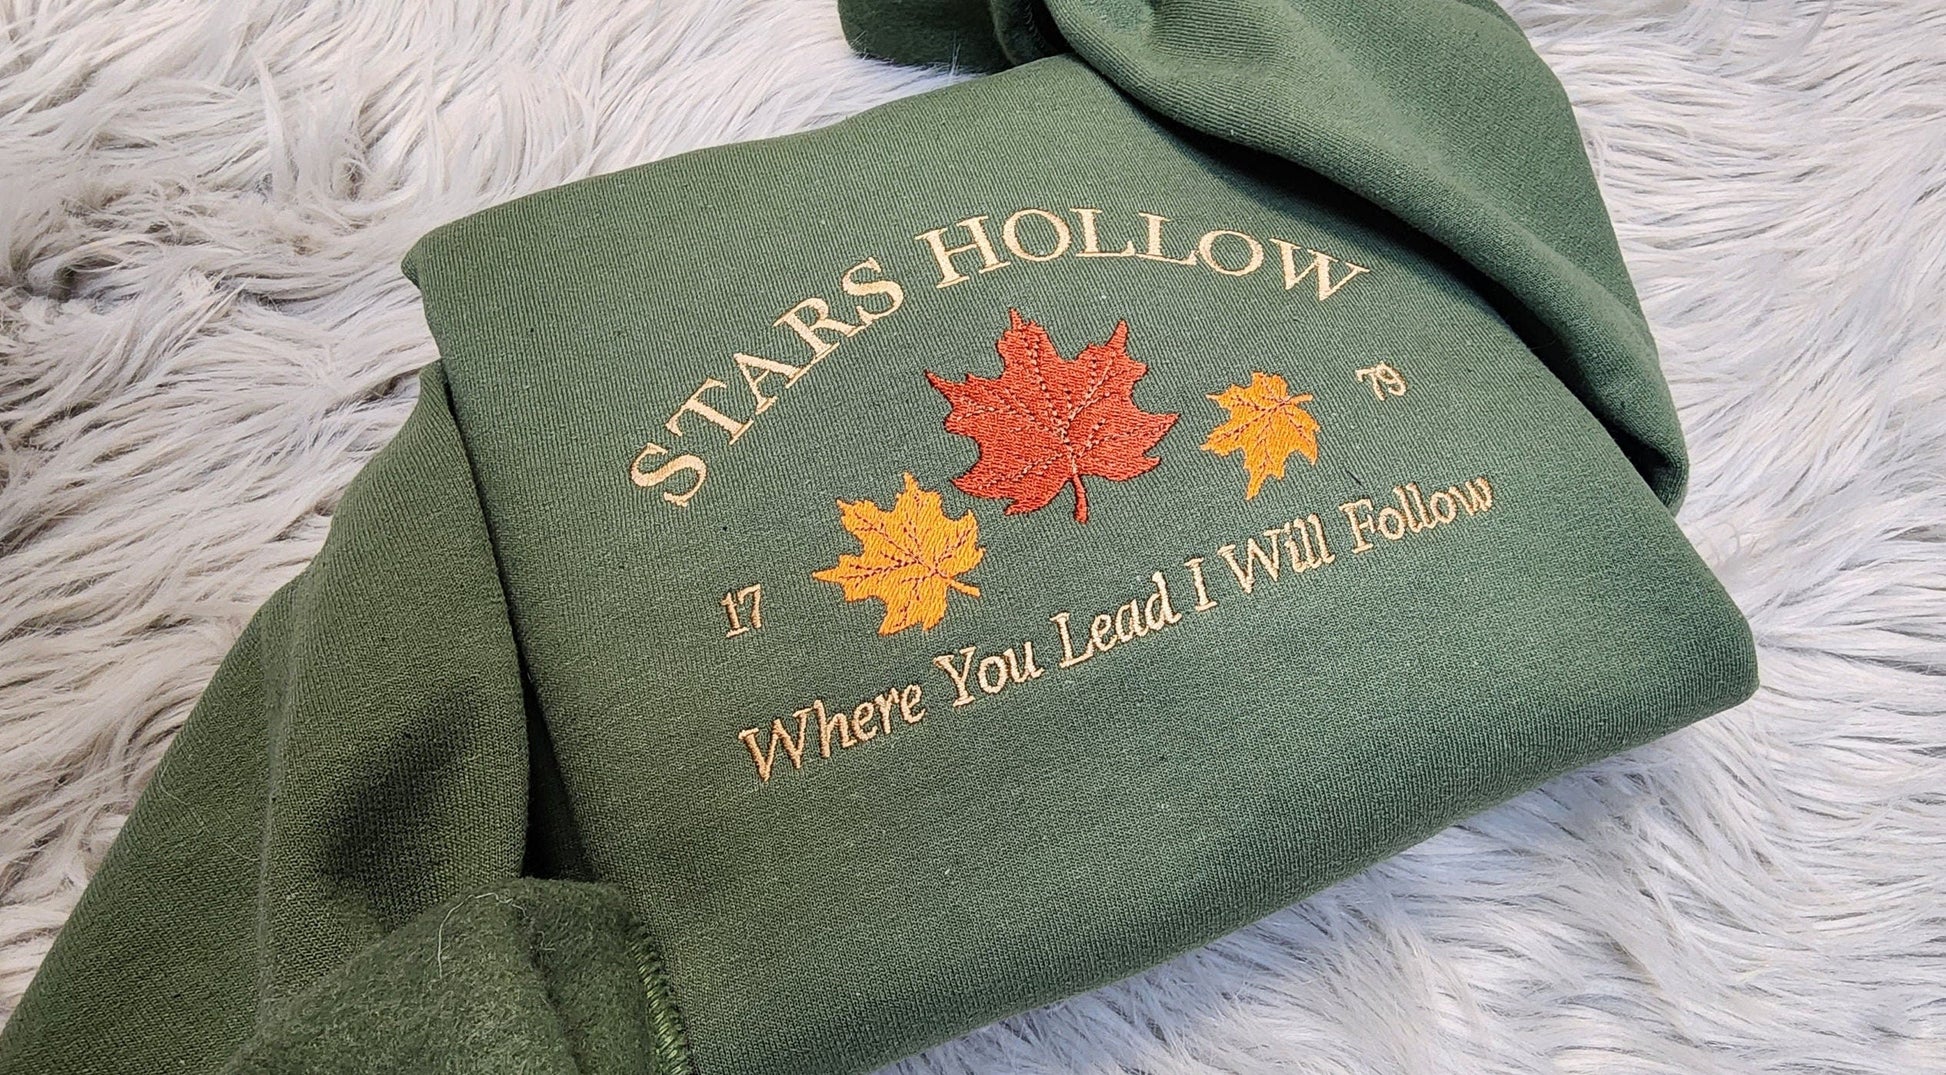 STARS HOLLOW
17 79
Where You Lead I Will Follow